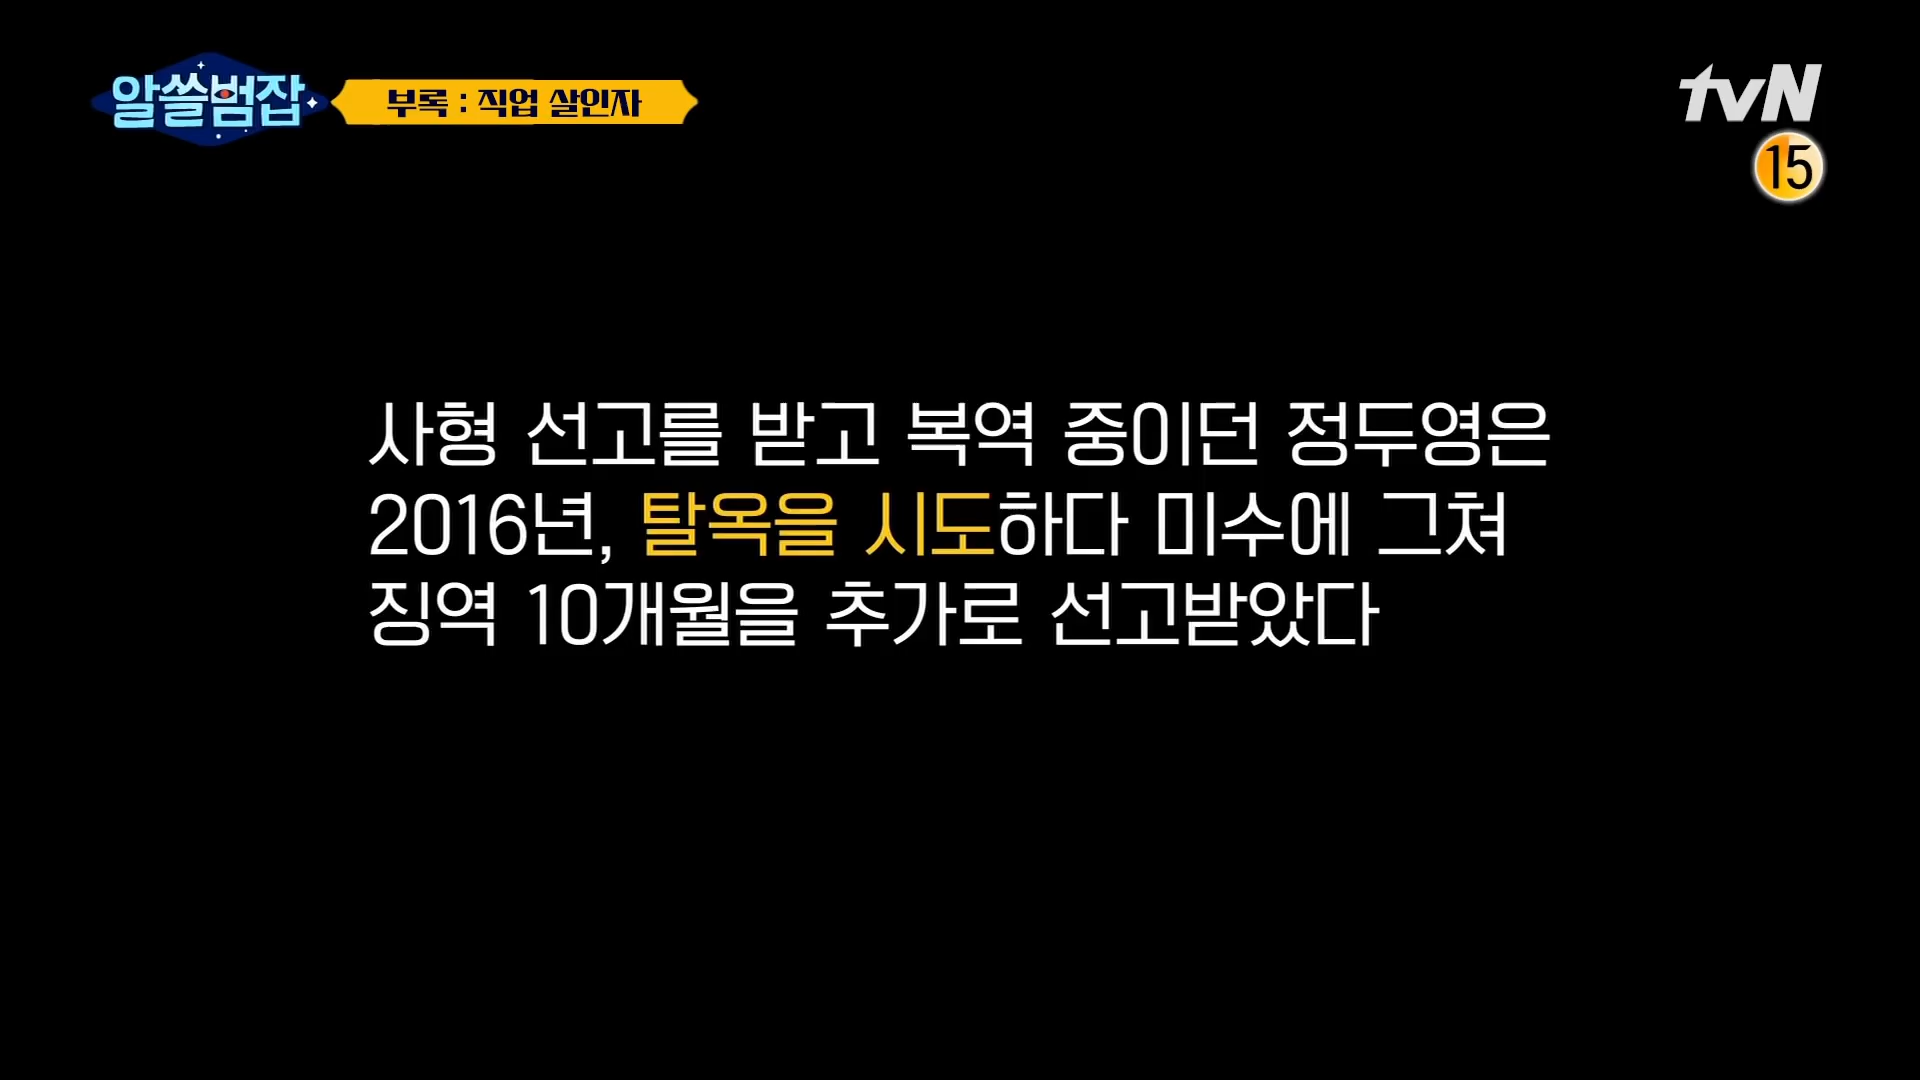 알쓸범잡
부록 : 직업 살인자
tvN
15
사형 선고를 받고 복역 중이던 정두영은
2016년, 탈옥을 시도하다 미수에 그쳐
징역 10개월을 추가로 선고받았다